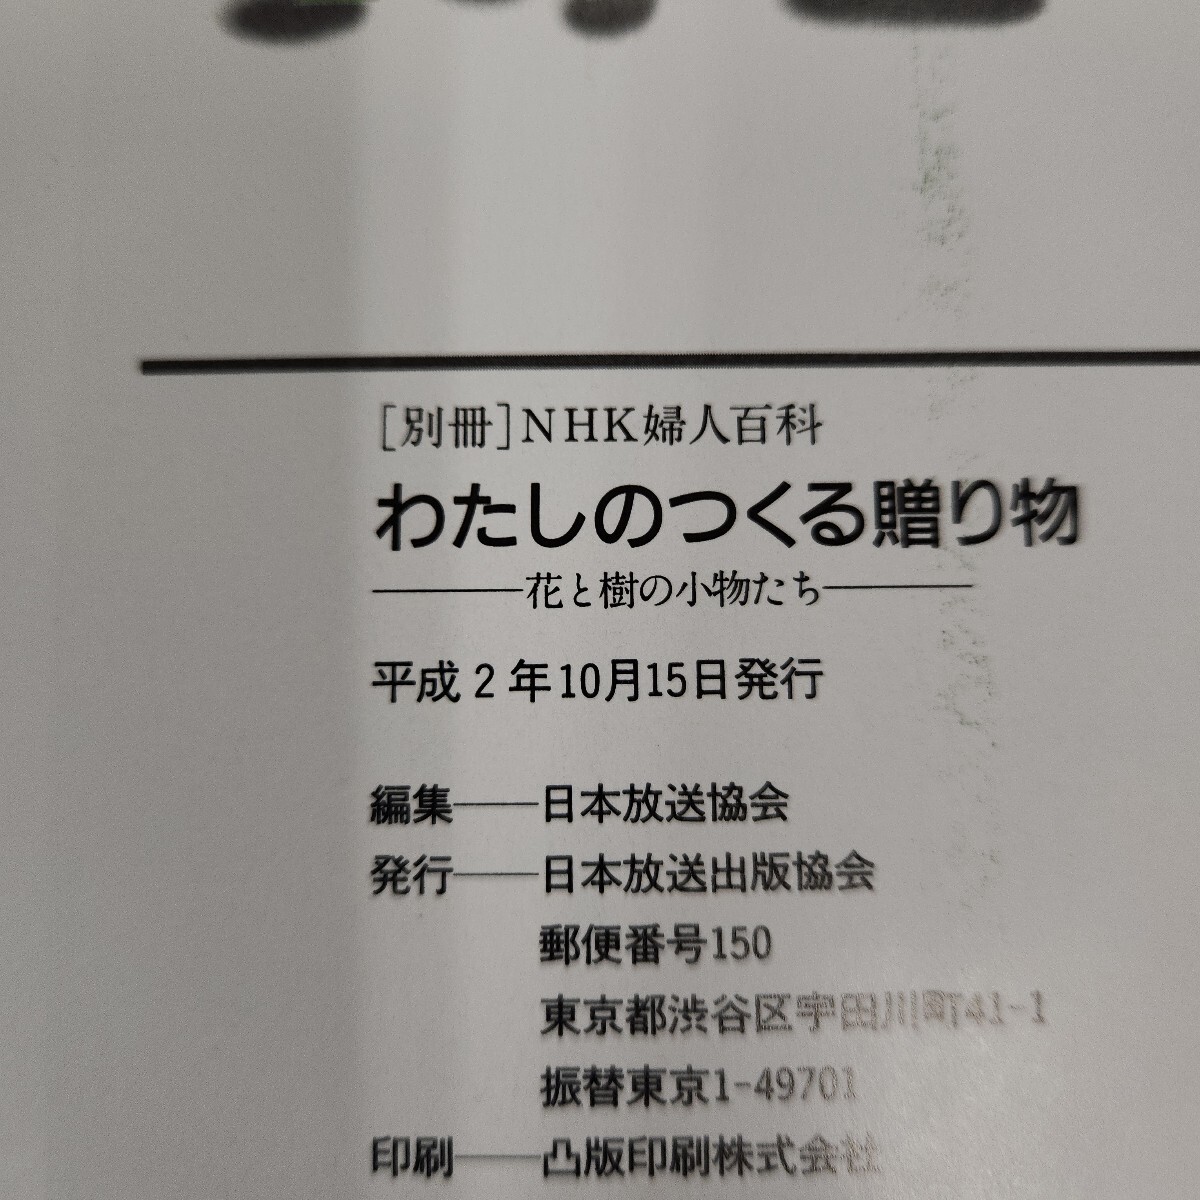 [別冊]NHK婦人百科
わたしのつくる贈り物
――花と樹の小物たち――
平成2年10月15日発行
編集――日本放送協会
発行――日本放送出版協会
郵便番号150
東京都渋谷区宇田川町41-1
振替東京1-49701
印刷――凸版印刷株式会社